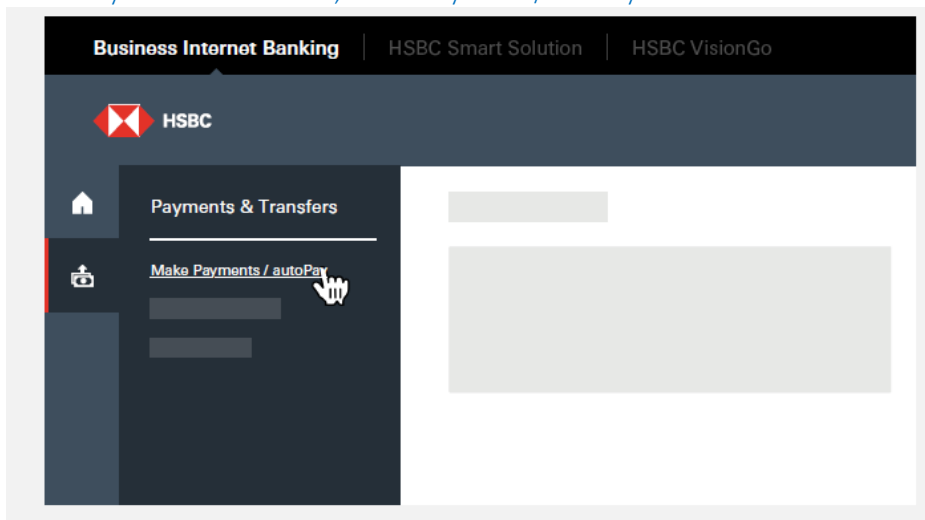 Business Internet Banking
HSBC Smart Solution
HSBC VisionGo
HSBC
Payments & Transfers
Make Payments / autoPay